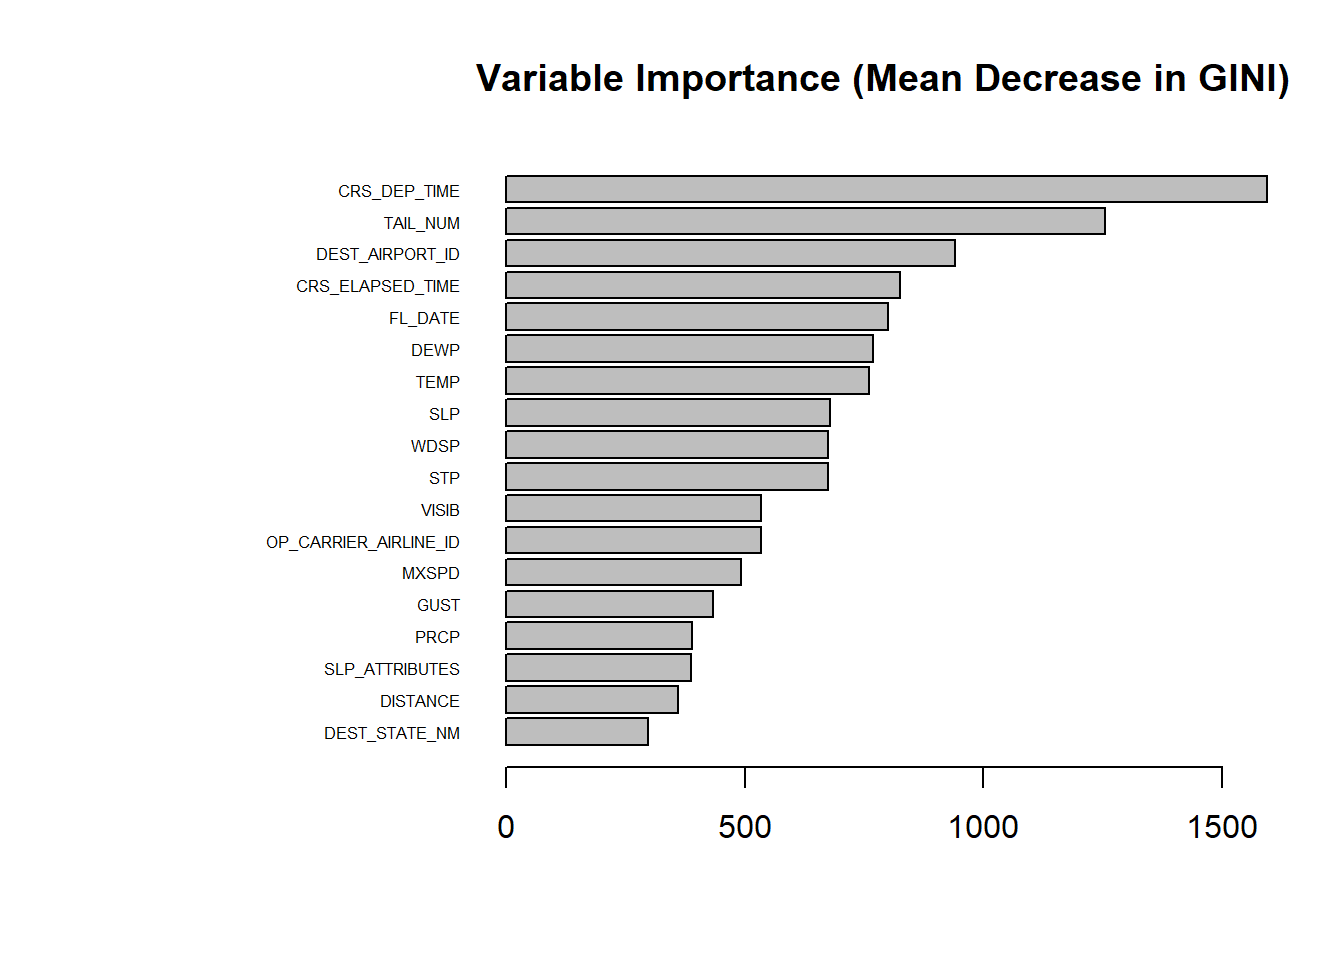 Variable Importance (Mean Decrease in GINI)
CRS_DEP_TIME
TAIL_NUM
DEST_AIRPORT_ID
CRS_ELAPSED_TIME
FL_DATE
DEWP
TEMP
SLP
WDSP
STP
VISIB
OP_CARRIER_AIRLINE_ID
MXSPD
GUST
PRCP
SLP_ATTRIBUTES
DISTANCE
DEST_STATE_NM
0 500 1000 1500